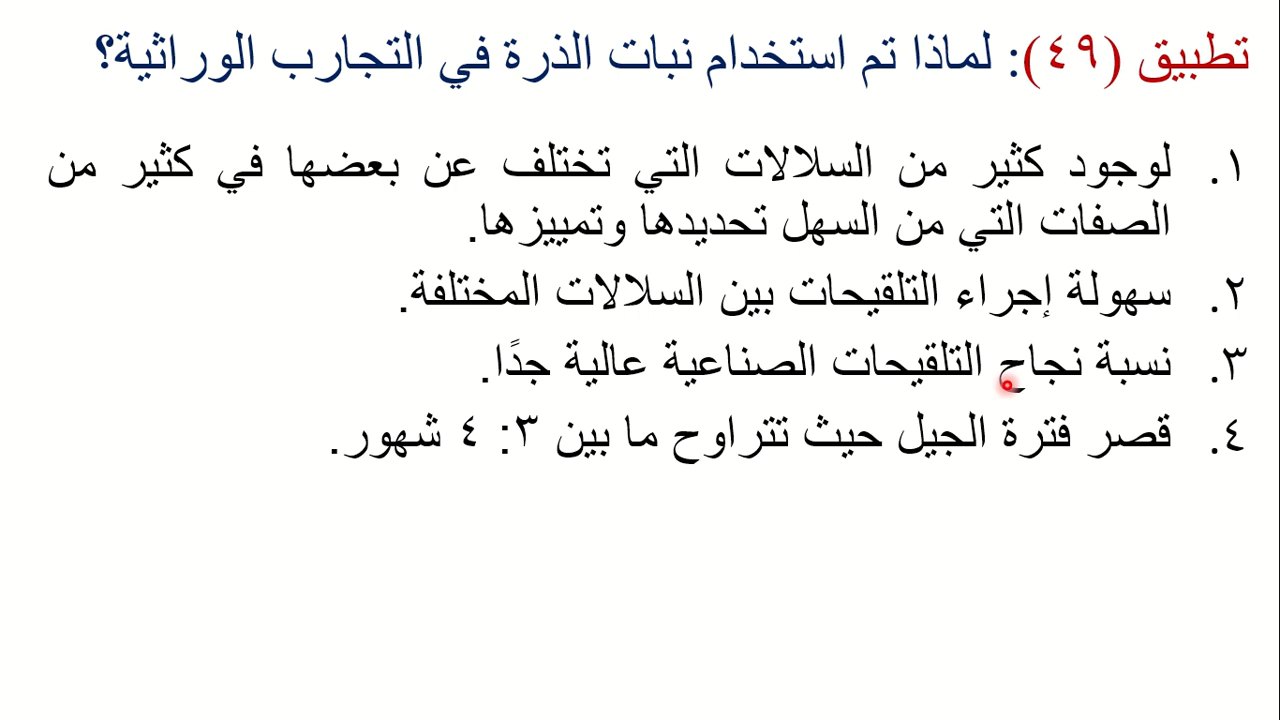 تطبيق (٤٩): لماذا تم استخدام نبات الذرة في التجارب الوراثية؟
١. لوجود كثير من السلالات التي تختلف عن بعضها في كثير من
الصفات التي من السهل تحديدها وتمييزها.
٢. سهولة إجراء التلقيحات بين السلالات المختلفة.
٣. نسبة نجاح التلقيحات الصناعية عالية جدًا.
٤. قصر فترة الجيل حيث تتراوح ما بين ٣: ٤ شهور.